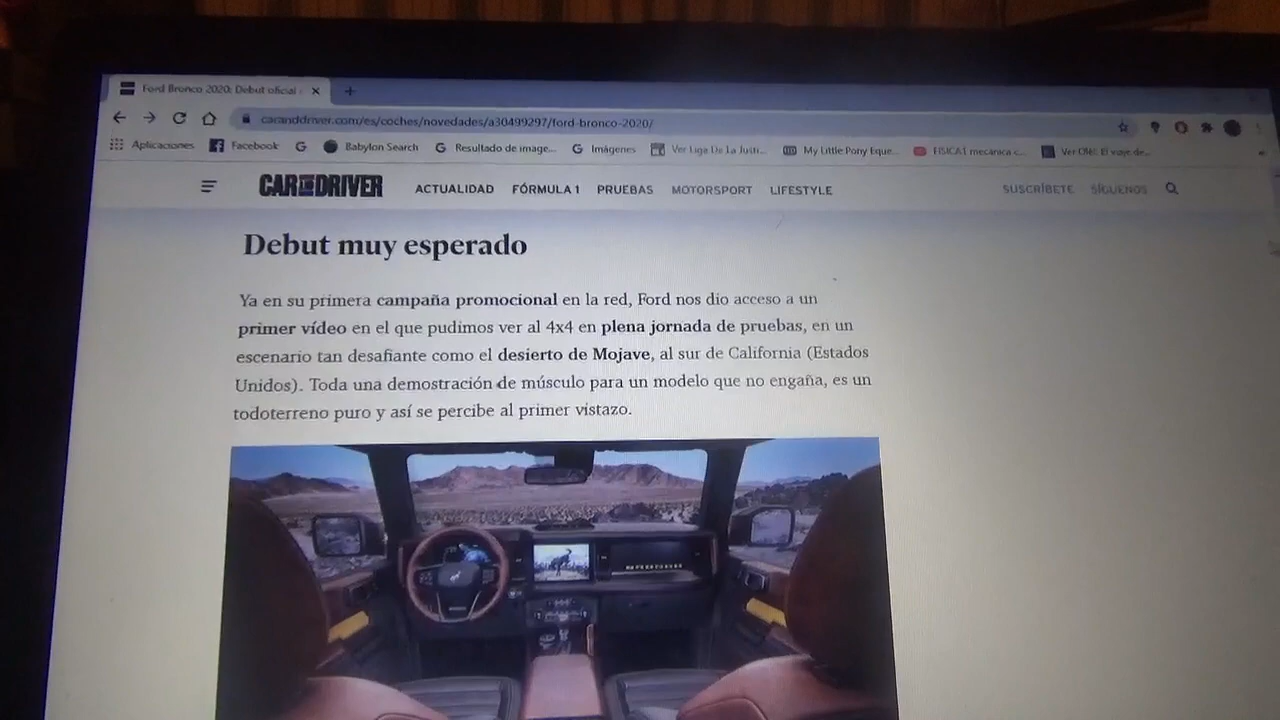 Ford Bronco 2020: Debut oficial
caranddriver.com/es/coches/novedades/a30499297/ford-bronco-2020/
Aplicaciones Facebook Babylon Search Resultado de image... Imágenes Ver Liga De La Justi... My Little Pony Eque... FISICA I mecanica c... Ver ONE El viaje de...
CAR AND DRIVER ACTUALIDAD FÓRMULA 1 PRUEBAS MOTORSPORT LIFESTYLE SUSCRÍBETE SÍGUENOS
Debut muy esperado
Ya en su primera campaña promocional en la red, Ford nos dio acceso a un
primer vídeo en el que pudimos ver al 4x4 en plena jornada de pruebas, en un
escenario tan desafiante como el desierto de Mojave, al sur de California (Estados
Unidos). Toda una demostración de músculo para un modelo que no engaña, es un
todoterreno puro y así se percibe al primer vistazo.